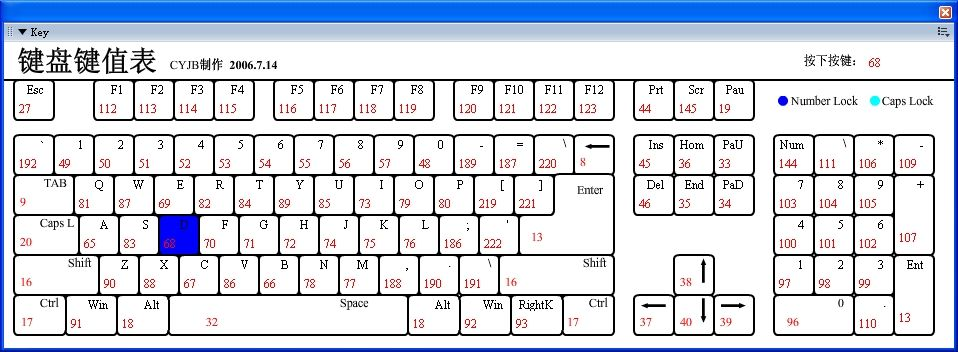 Key
键盘键值表 CYJB制作 2006.7.14 按下按键： 68
Esc F1 F2 F3 F4 F5 F6 F7 F8 F9 F10 F11 F12 Prt Scr Pau
27 112 113 114 115 116 117 118 119 120 121 122 123 44 145 19
Number Lock Caps Lock
` 1 2 3 4 5 6 7 8 9 0 - = \ Ins Hom PaU Num \ * -
192 49 50 51 52 53 54 55 56 57 48 189 187 220 8 45 36 33 144 111 106 109
TAB Q W E R T Y U I O P [ ] Enter Del End PaD 7 8 9 +
9 81 87 69 82 84 89 85 73 79 80 219 221 46 35 34 103 104 105
Caps L A S D F G H J K L ; ' 4 5 6
20 65 83 68 70 71 72 74 75 76 186 222 13 100 101 102 107
Shift Z X C V B N M , . \ Shift 1 2 3 Ent
16 90 88 67 86 66 78 77 188 190 191 16 38 97 98 99
Ctrl Win Alt Space Alt Win RightK Ctrl 0 .
17 91 18 32 18 92 93 17 37 40 39 96 110 13